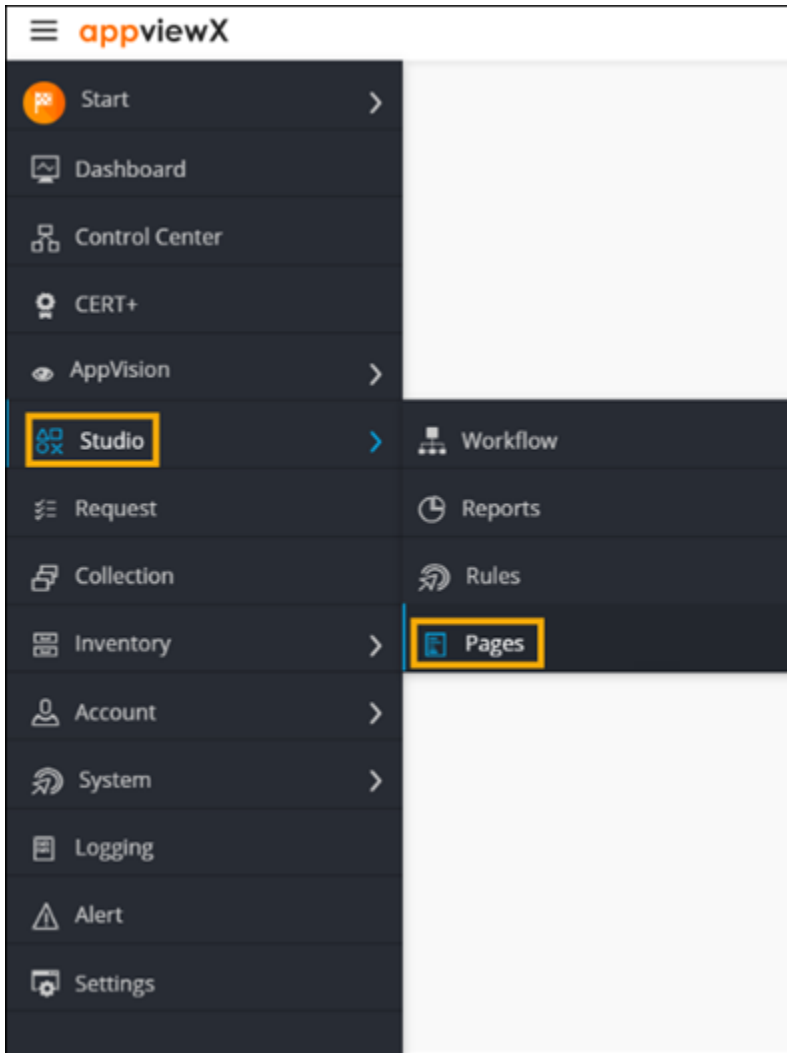 appviewX
Start
Dashboard
Control Center
CERT+
AppVision
Studio
Request
Collection
Inventory
Account
System
Logging
Alert
Settings
Workflow
Reports
Rules
Pages